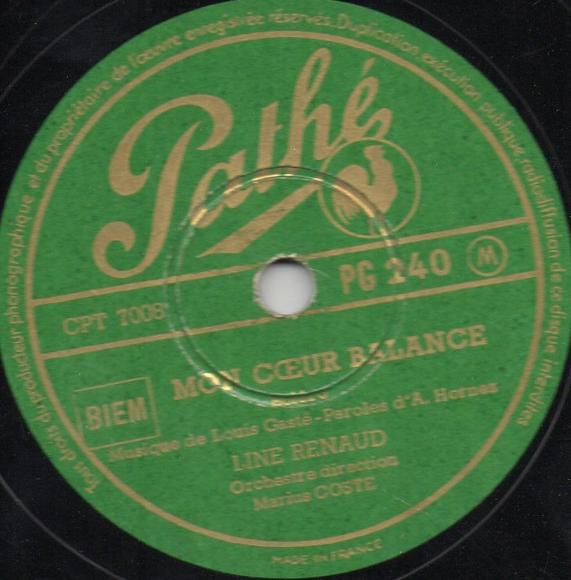 Tous droits du producteur phonographique et du propriétaire de l'œuvre enregistrée réservés. Duplication, exécution publique, radiodiffusion de ce disque interdites
Pathé
PG 240 M
CPT
MON CŒUR BALANCE
BIEM
Musique de Louis Gasté - Paroles d'A. Hornez
LINE RENAUD
Orchestre direction
Marius COSTE
MADE IN FRANCE